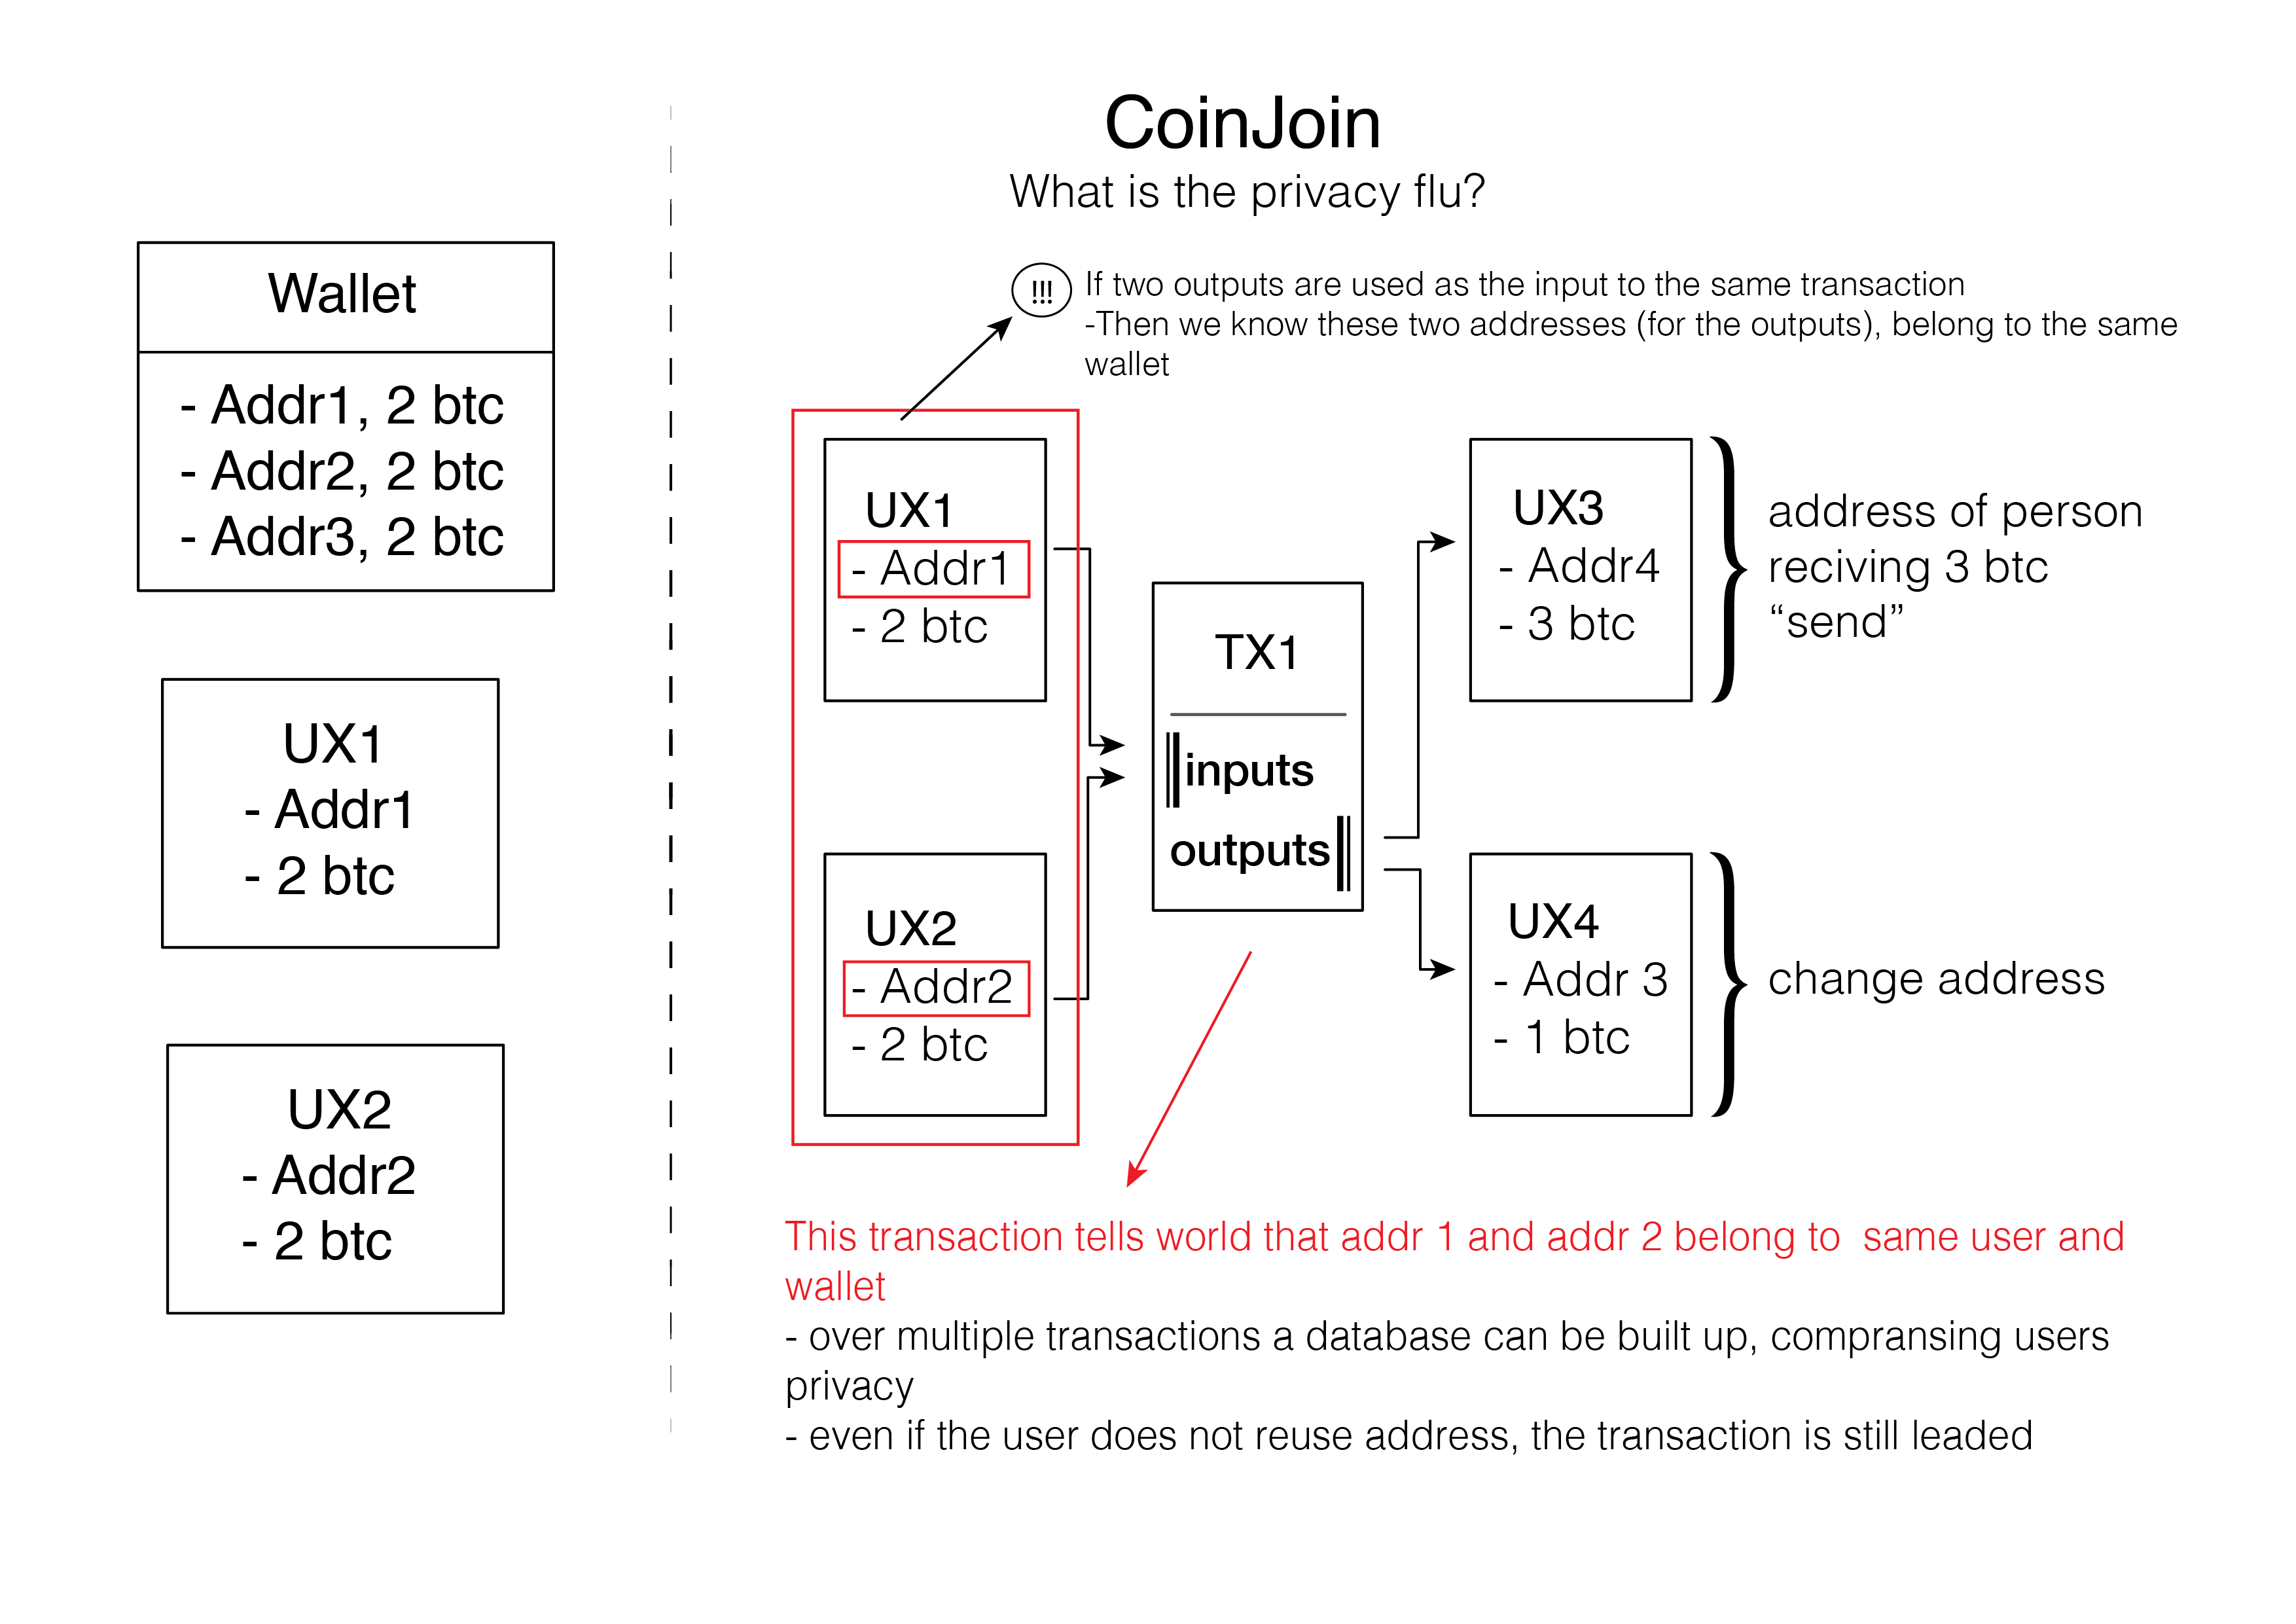 Wallet
- Addr1, 2 btc
- Addr2, 2 btc
- Addr3, 2 btc
UX1
- Addr1
- 2 btc
UX2
- Addr2
- 2 btc
CoinJoin
What is the privacy flu?
!!!
If two outputs are used as the input to the same transaction
-Then we know these two addresses (for the outputs), belong to the same
wallet
UX1
- Addr1
- 2 btc
UX2
- Addr2
- 2 btc
TX1
inputs
outputs
UX3
- Addr4
- 3 btc
address of person
reciving 3 btc
“send”
UX4
- Addr 3
- 1 btc
change address
This transaction tells world that addr 1 and addr 2 belong to  same user and
wallet
- over multiple transactions a database can be built up, compransing users
privacy
- even if the user does not reuse address, the transaction is still leaded